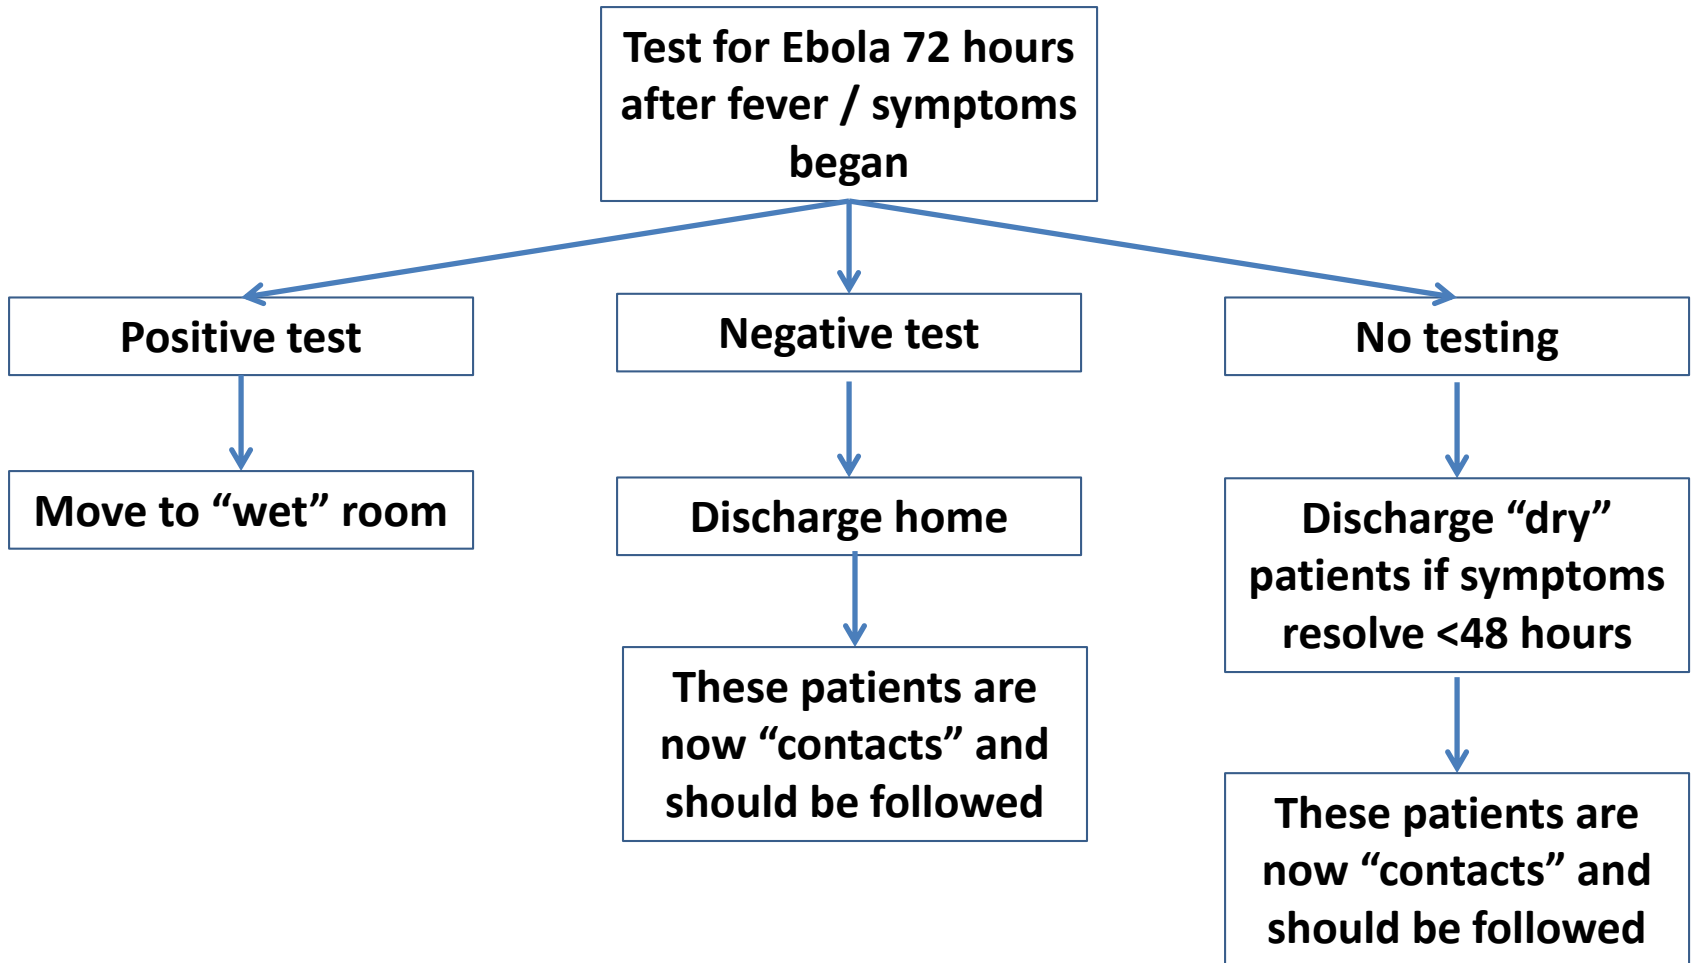 Test for Ebola 72 hours
after fever / symptoms
began
Positive test
Negative test
No testing
Move to “wet” room
Discharge home
Discharge “dry”
patients if symptoms
resolve <48 hours
These patients are
now “contacts” and
should be followed
These patients are
now “contacts” and
should be followed